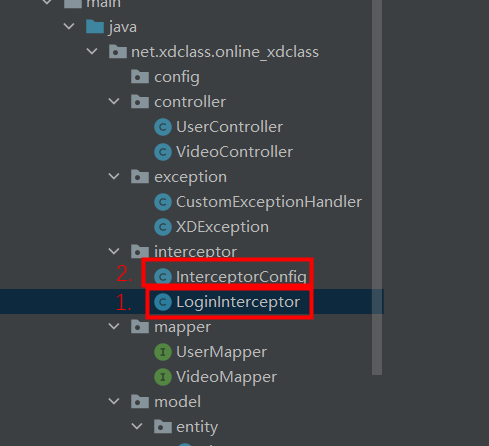 main
java
net.xdclass.online_xdclass
config
controller
C UserController
C VideoController
exception
C CustomExceptionHandler
C XDException
interceptor
2. C InterceptorConfig
1. C LoginInterceptor
mapper
I UserMapper
I VideoMapper
model
entity